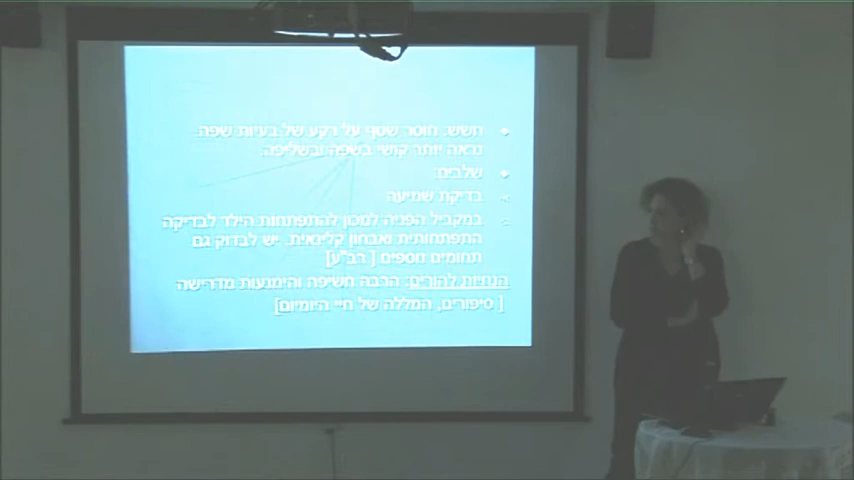 חשש: חוסר שטף על רקע של בעיות שפה.
נראה יותר קושי בשפה ובשליפה.
שלבים:
בדיקת שמיעה
במקביל הפניה למכון להתפתחות הילד לבדיקה
התפתחותית ואבחון קלינאית. יש לבדוק גם
תחומים נוספים [ רב"ע]
הנחיות להורים: הרבה חשיפה והימנעות מדרישה
[ סיפורים, המללה של חיי היומיום]